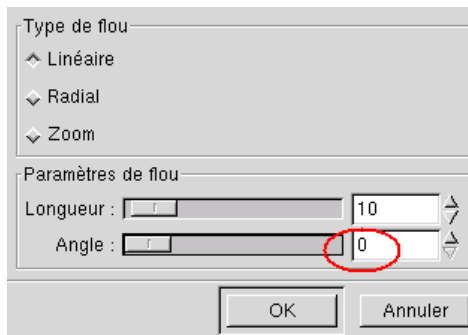 Type de flou
Linéaire
Radial
Zoom
Paramètres de flou
Longueur : 10
Angle : 0
OK Annuler